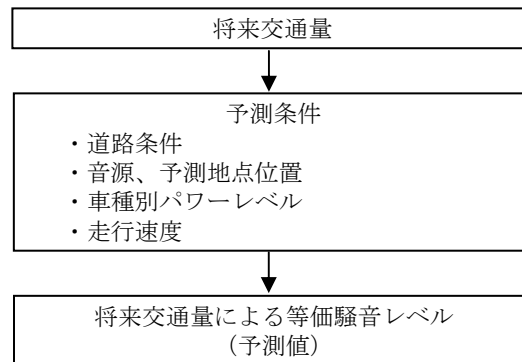 将来交通量
予測条件
・道路条件
・音源、予測地点位置
・車種別パワーレベル
・走行速度
将来交通量による等価騒音レベル
（予測値）